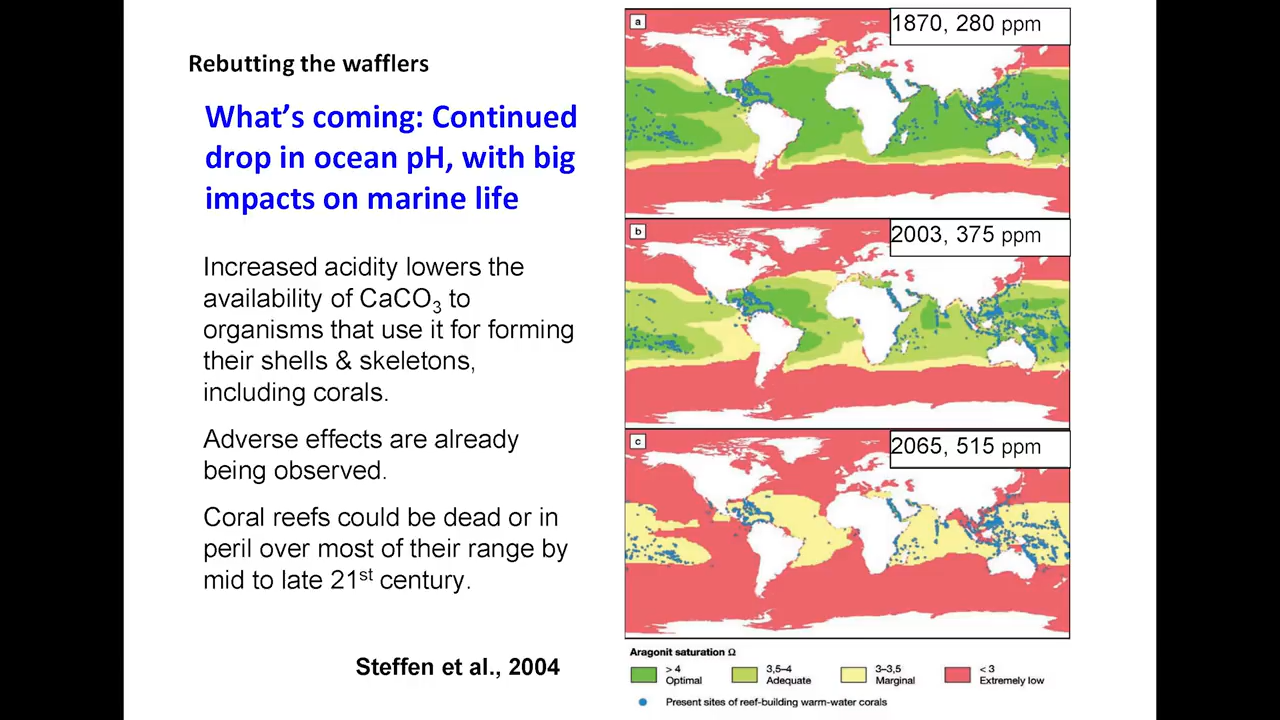 Rebutting the wafflers
What's coming: Continued
drop in ocean pH, with big
impacts on marine life
Increased acidity lowers the
availability of CaCO₃ to
organisms that use it for forming
their shells & skeletons,
including corals.
Adverse effects are already
being observed.
Coral reefs could be dead or in
peril over most of their range by
mid to late 21ˢᵗ century.
Steffen et al., 2004
a
1870, 280 ppm
b
2003, 375 ppm
c
2065, 515 ppm
Aragonit saturation Ω
> 4
Optimal
3,5–4
Adequate
3–3,5
Marginal
< 3
Extremely low
Present sites of reef-building warm-water corals